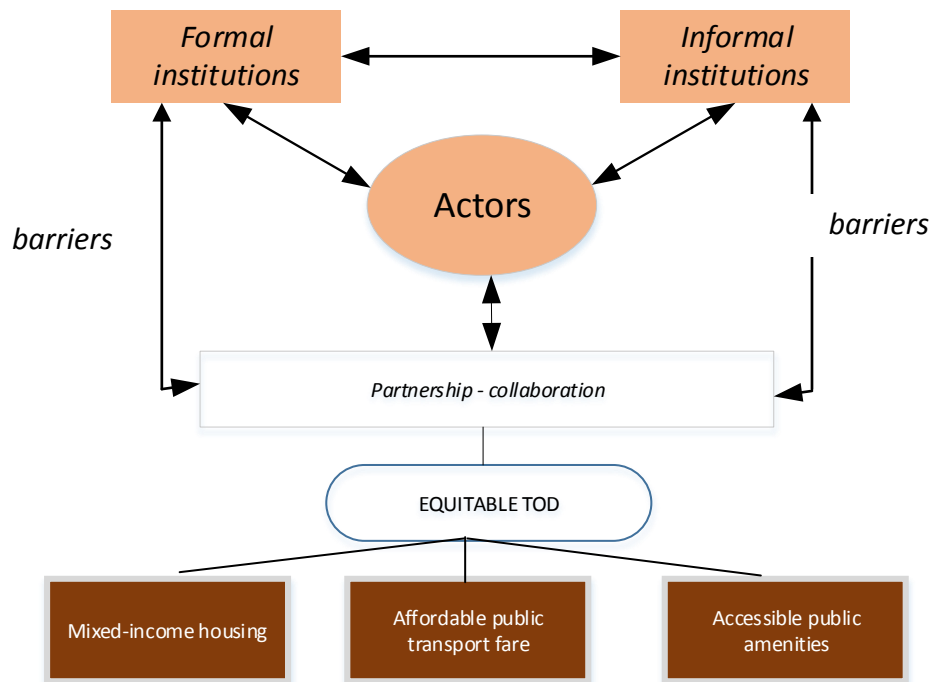 Formal
institutions
Informal
institutions
Actors
barriers
barriers
Partnership - collaboration
EQUITABLE TOD
Mixed-income housing
Affordable public
transport fare
Accessible public
amenities